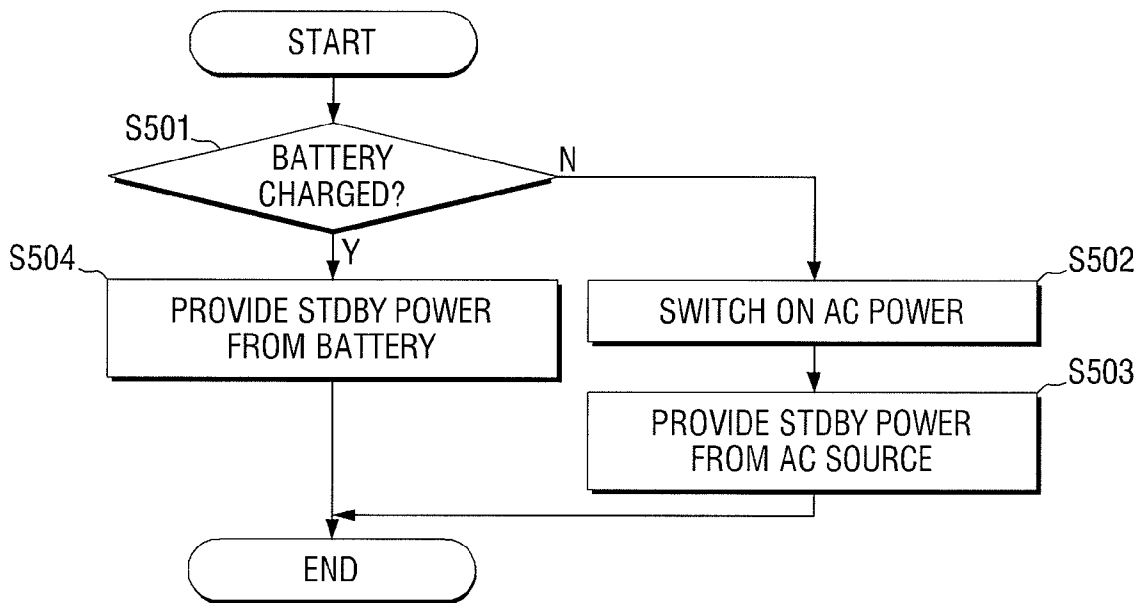 START
S501
BATTERY
CHARGED?
N
Y
S504
PROVIDE STDBY POWER
FROM BATTERY
S502
SWITCH ON AC POWER
S503
PROVIDE STDBY POWER
FROM AC SOURCE
END